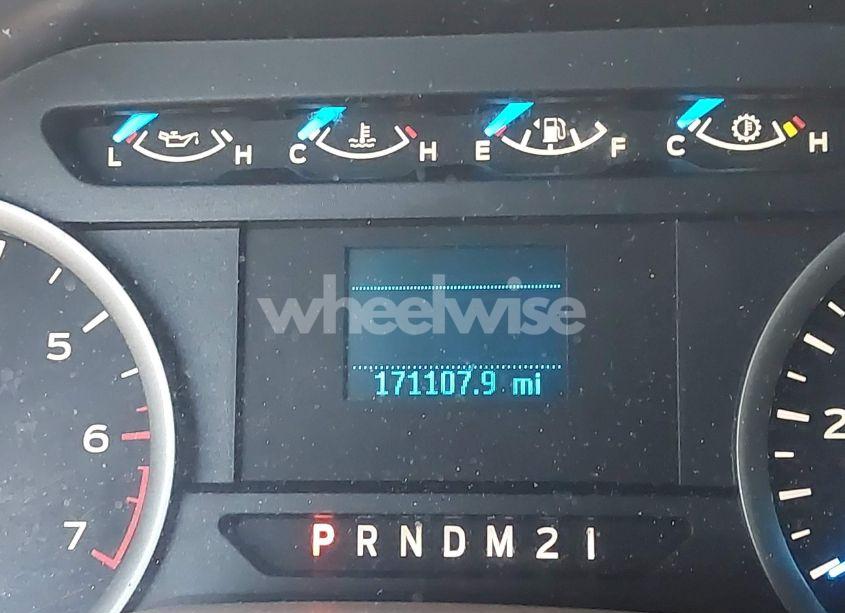 L H C H E F C H
wheelwise
5
171107.9 mi
6
2
7
P R N D M 2 1